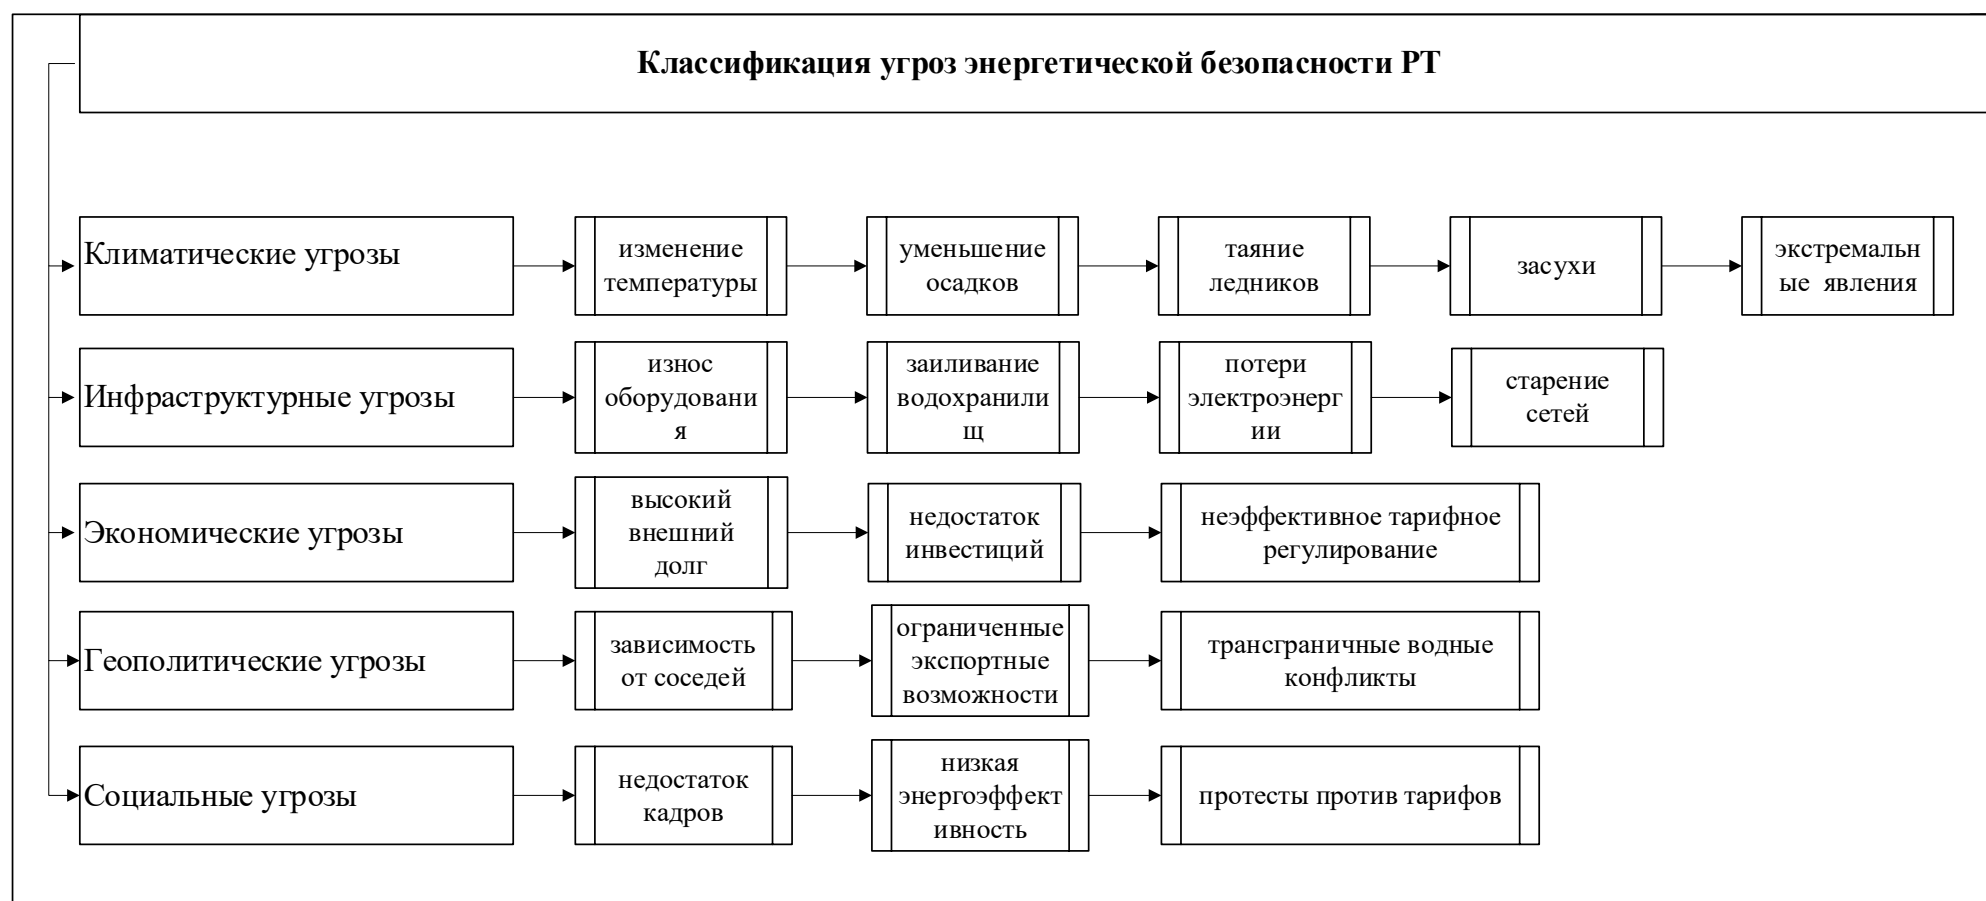 Классификация угроз энергетической безопасности РТ
Климатические угрозы
изменение
температуры
уменьшение
осадков
таяние
ледников
засухи
экстремальн
ые явления
Инфраструктурные угрозы
износ
оборудовани
я
заиливание
водохранили
щ
потери
электроэнерг
ии
старение
сетей
Экономические угрозы
высокий
внешний
долг
недостаток
инвестиций
неэффективное тарифное
регулирование
Геополитические угрозы
зависимость
от соседей
ограниченные
экспортные
возможности
трансграничные водные
конфликты
Социальные угрозы
недостаток
кадров
низкая
энергоэффект
ивность
протесты против тарифов